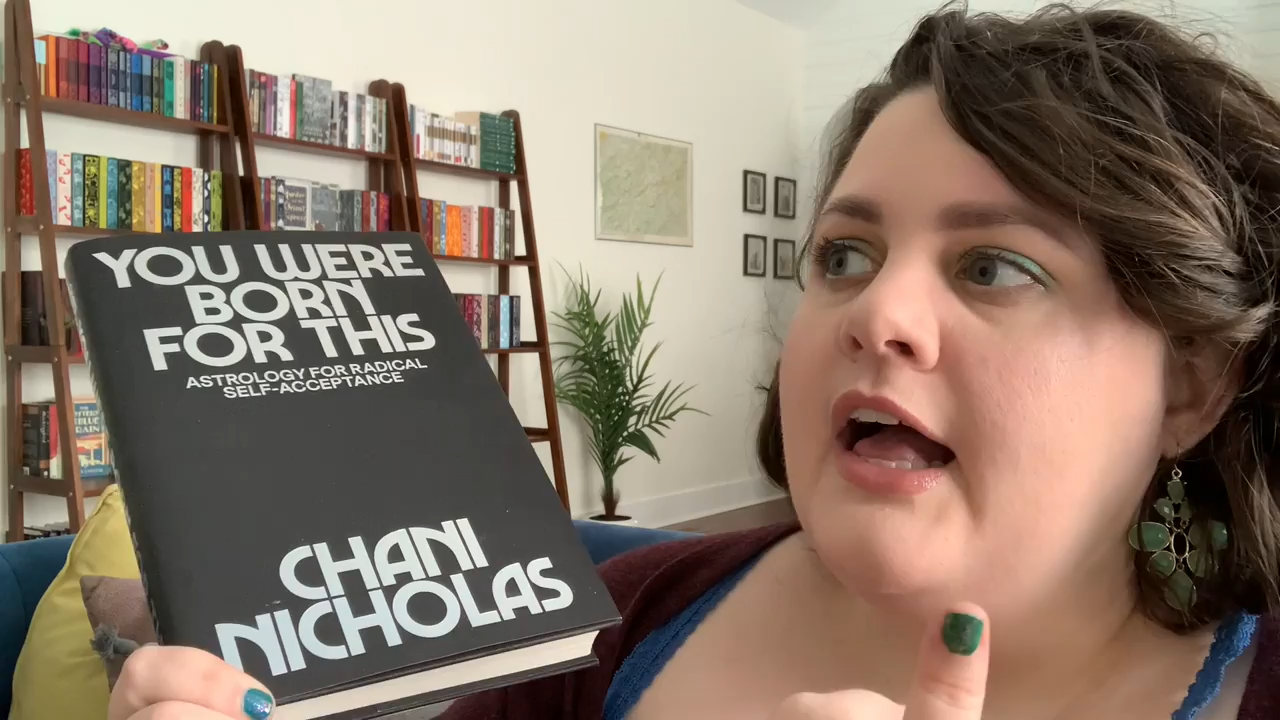 YOU WERE
BORN
FOR THIS
ASTROLOGY FOR RADICAL
SELF-ACCEPTANCE
CHANI
NICHOLAS